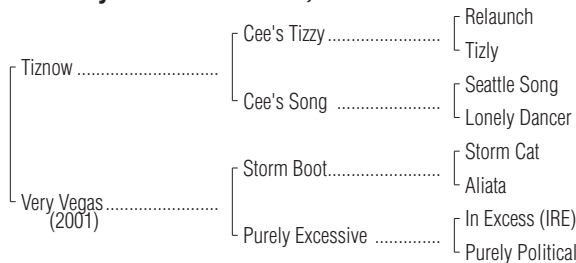 Relaunch
Cee's Tizzy
Tizly
Tiznow
Seattle Song
Cee's Song
Lonely Dancer
Storm Cat
Storm Boot
Aliata
Very Vegas
(2001)
In Excess (IRE)
Purely Excessive
Purely Political